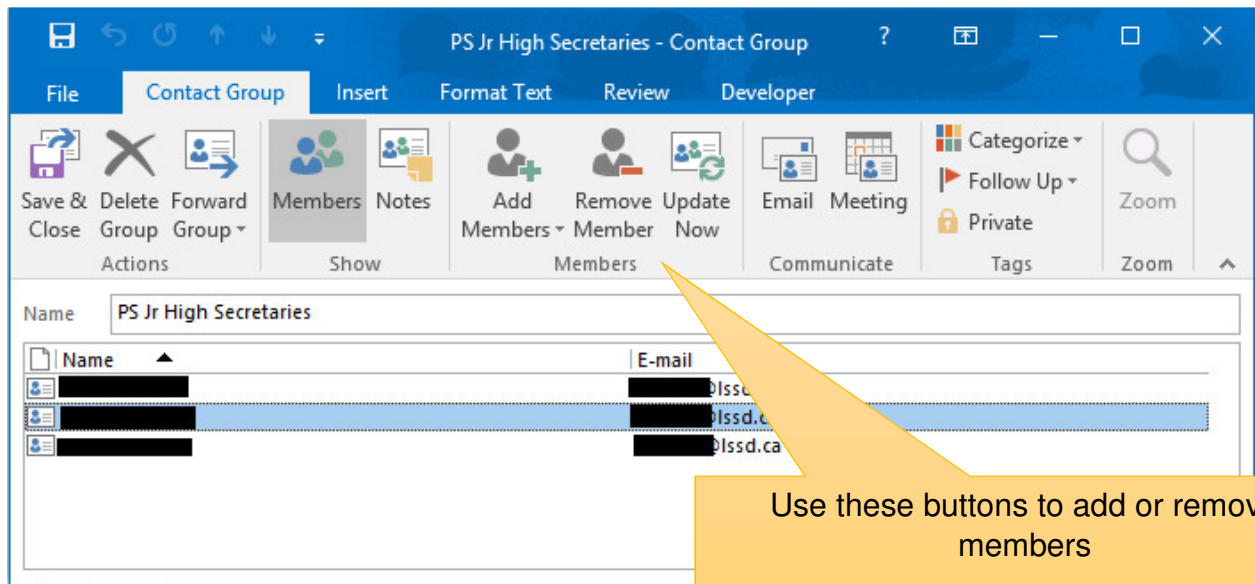 PS Jr High Secretaries - Contact Group ?
File Contact Group Insert Format Text Review Developer
Save & Close Delete Group Forward Group Members Notes Add Members Remove Member Update Now Email Meeting Categorize
Follow Up
Private
Zoom
Actions Show Members Communicate Tags Zoom
Name PS Jr High Secretaries
Name E-mail
@lssd.ca
Use these buttons to add or remov
members